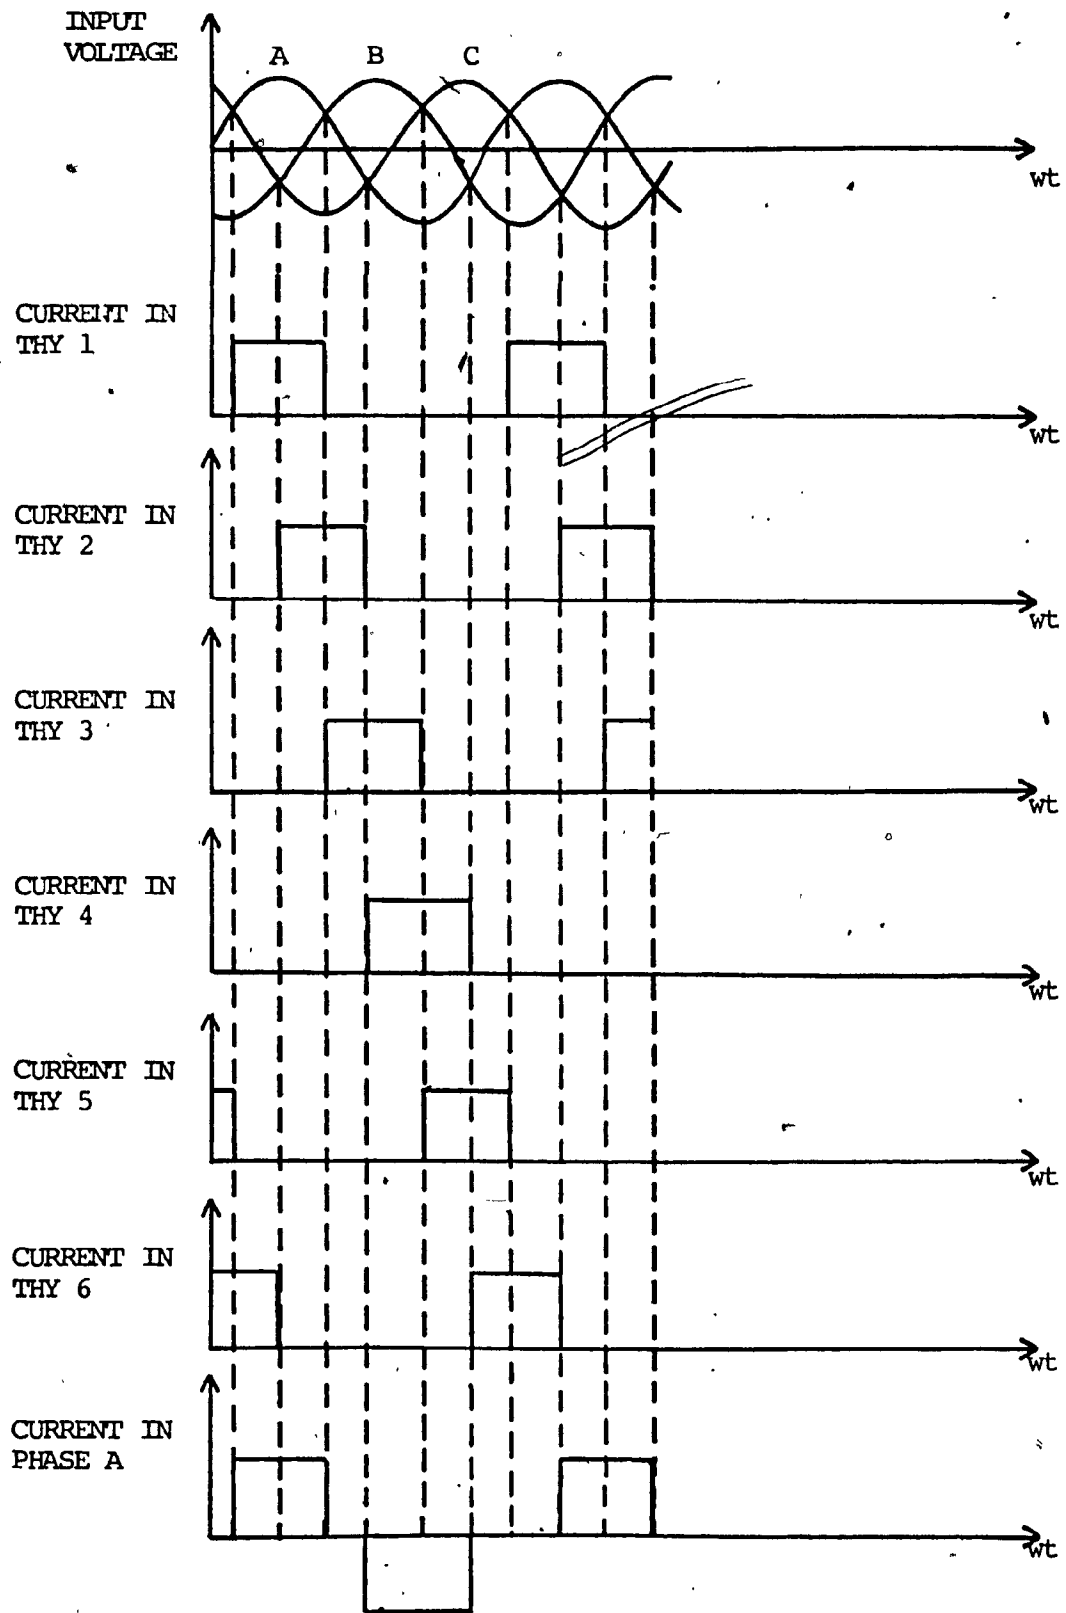 INPUT
VOLTAGE
A B C
wt
CURRENT IN
THY 1
wt
CURRENT IN
THY 2
wt
CURRENT IN
THY 3
wt
CURRENT IN
THY 4
wt
CURRENT IN
THY 5
wt
CURRENT IN
THY 6
wt
CURRENT IN
PHASE A
wt